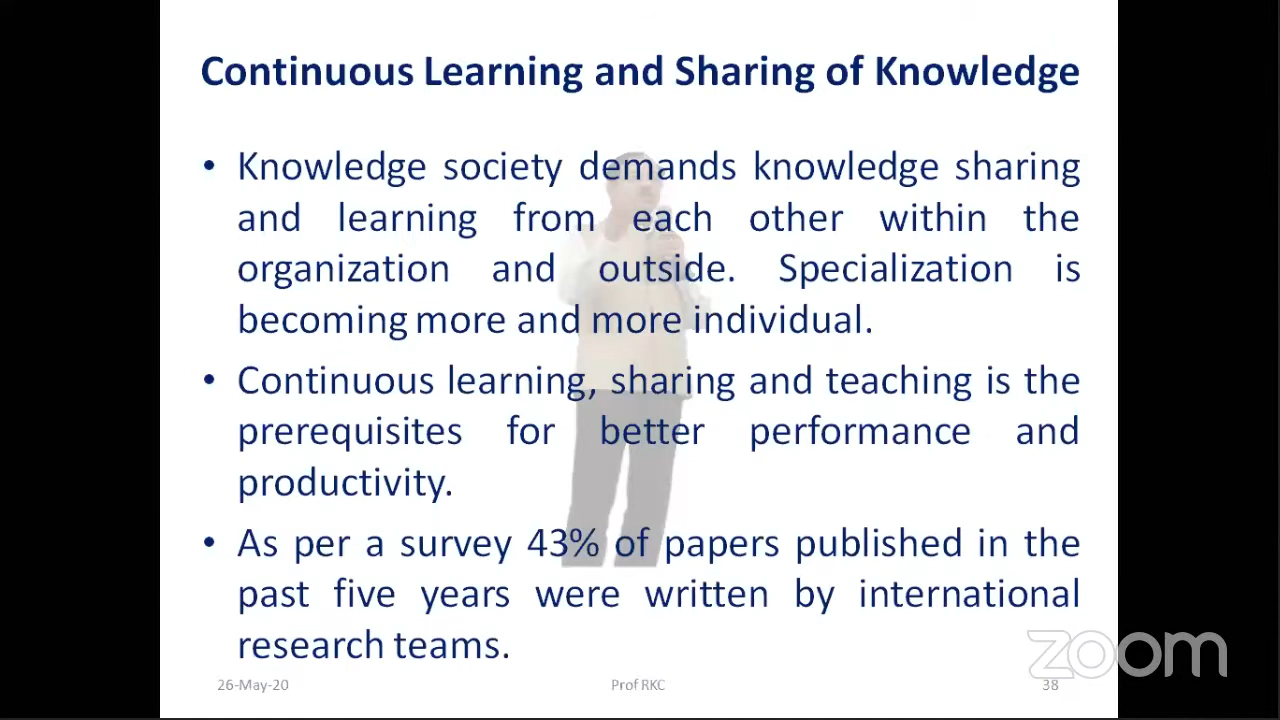 Continuous Learning and Sharing of Knowledge
• Knowledge society demands knowledge sharing
and learning from each other within the
organization and outside. Specialization is
becoming more and more individual.
• Continuous learning, sharing and teaching is the
prerequisites for better performance and
productivity.
• As per a survey 43% of papers published in the
past five years were written by international
research teams.
zoom
26-May-20 Prof RKC 38